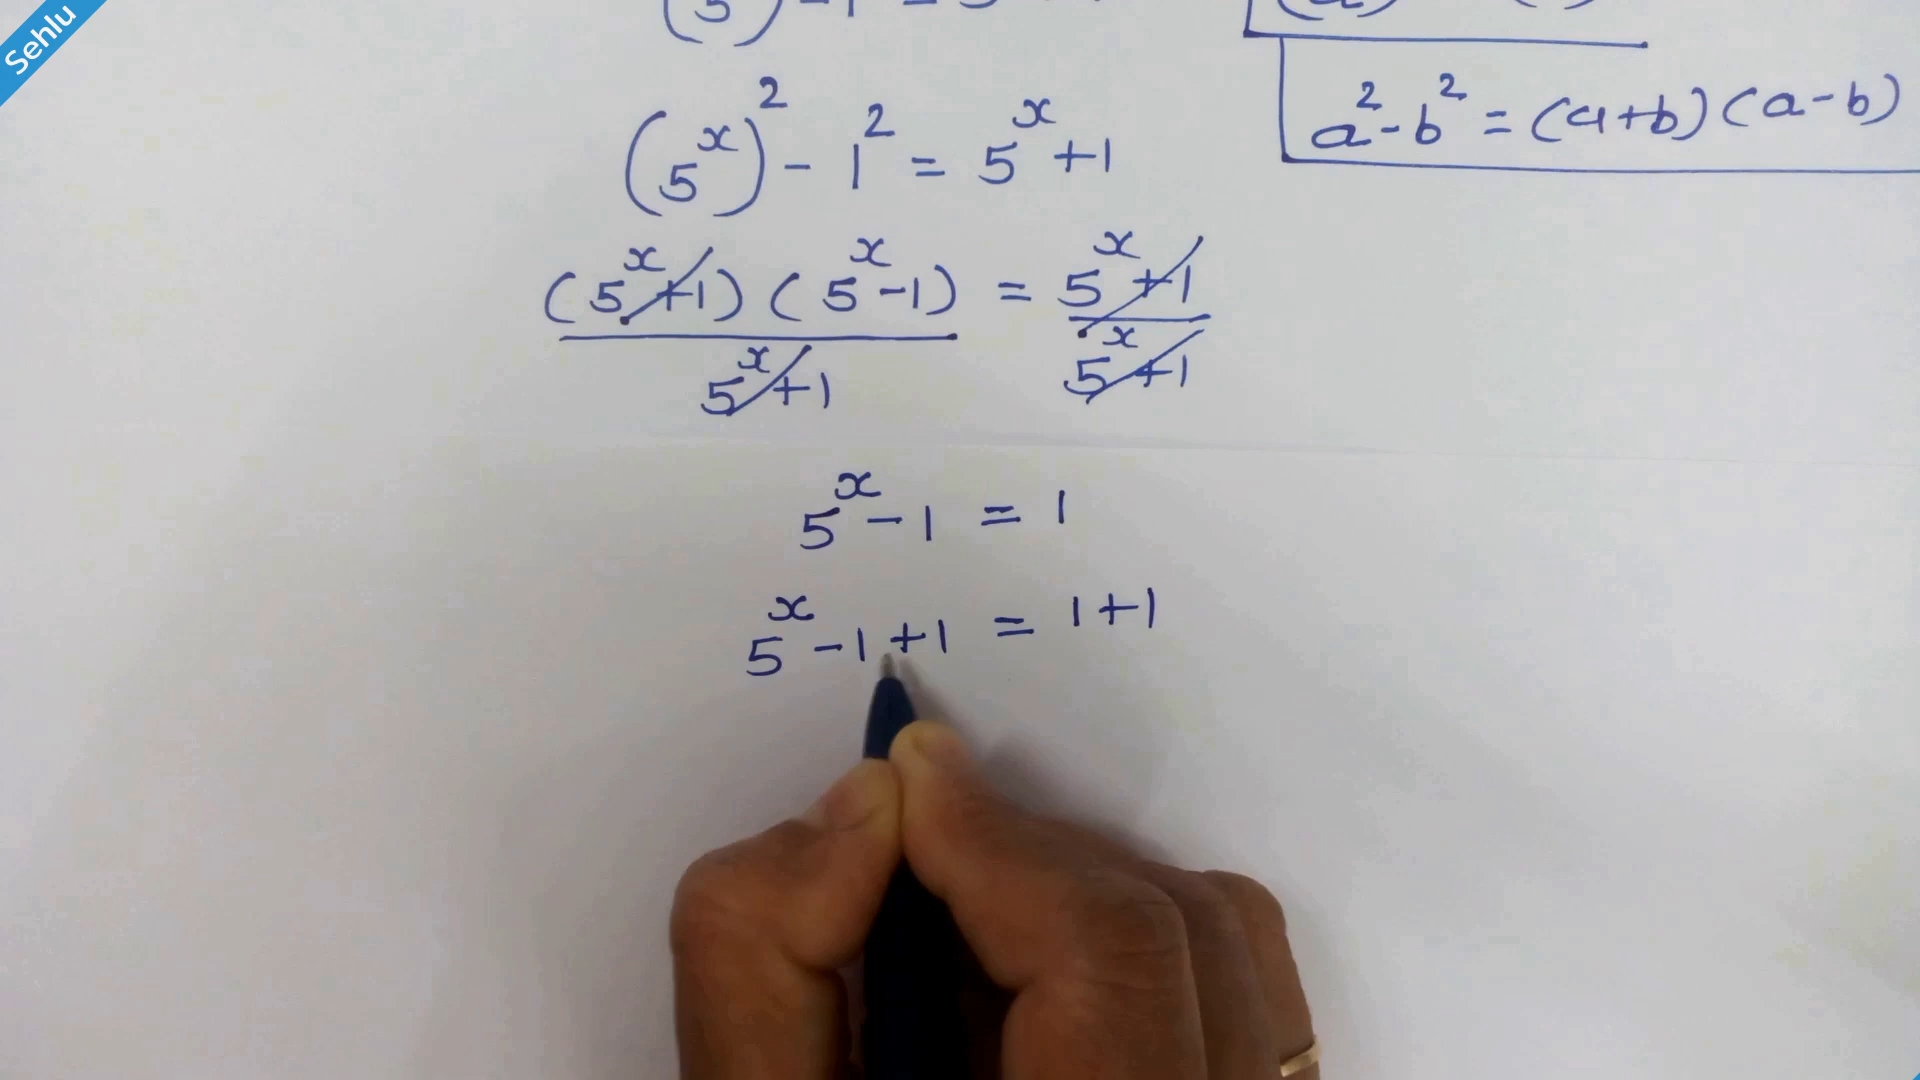 Sehlu
(5^x)^2 - 1^2 = 5^x + 1
a^2 - b^2 = (a+b)(a-b)
(5^x+1)(5^x-1) = 5^x+1
5^x+1 5^x+1
5^x - 1 = 1
5^x - 1 + 1 = 1 + 1